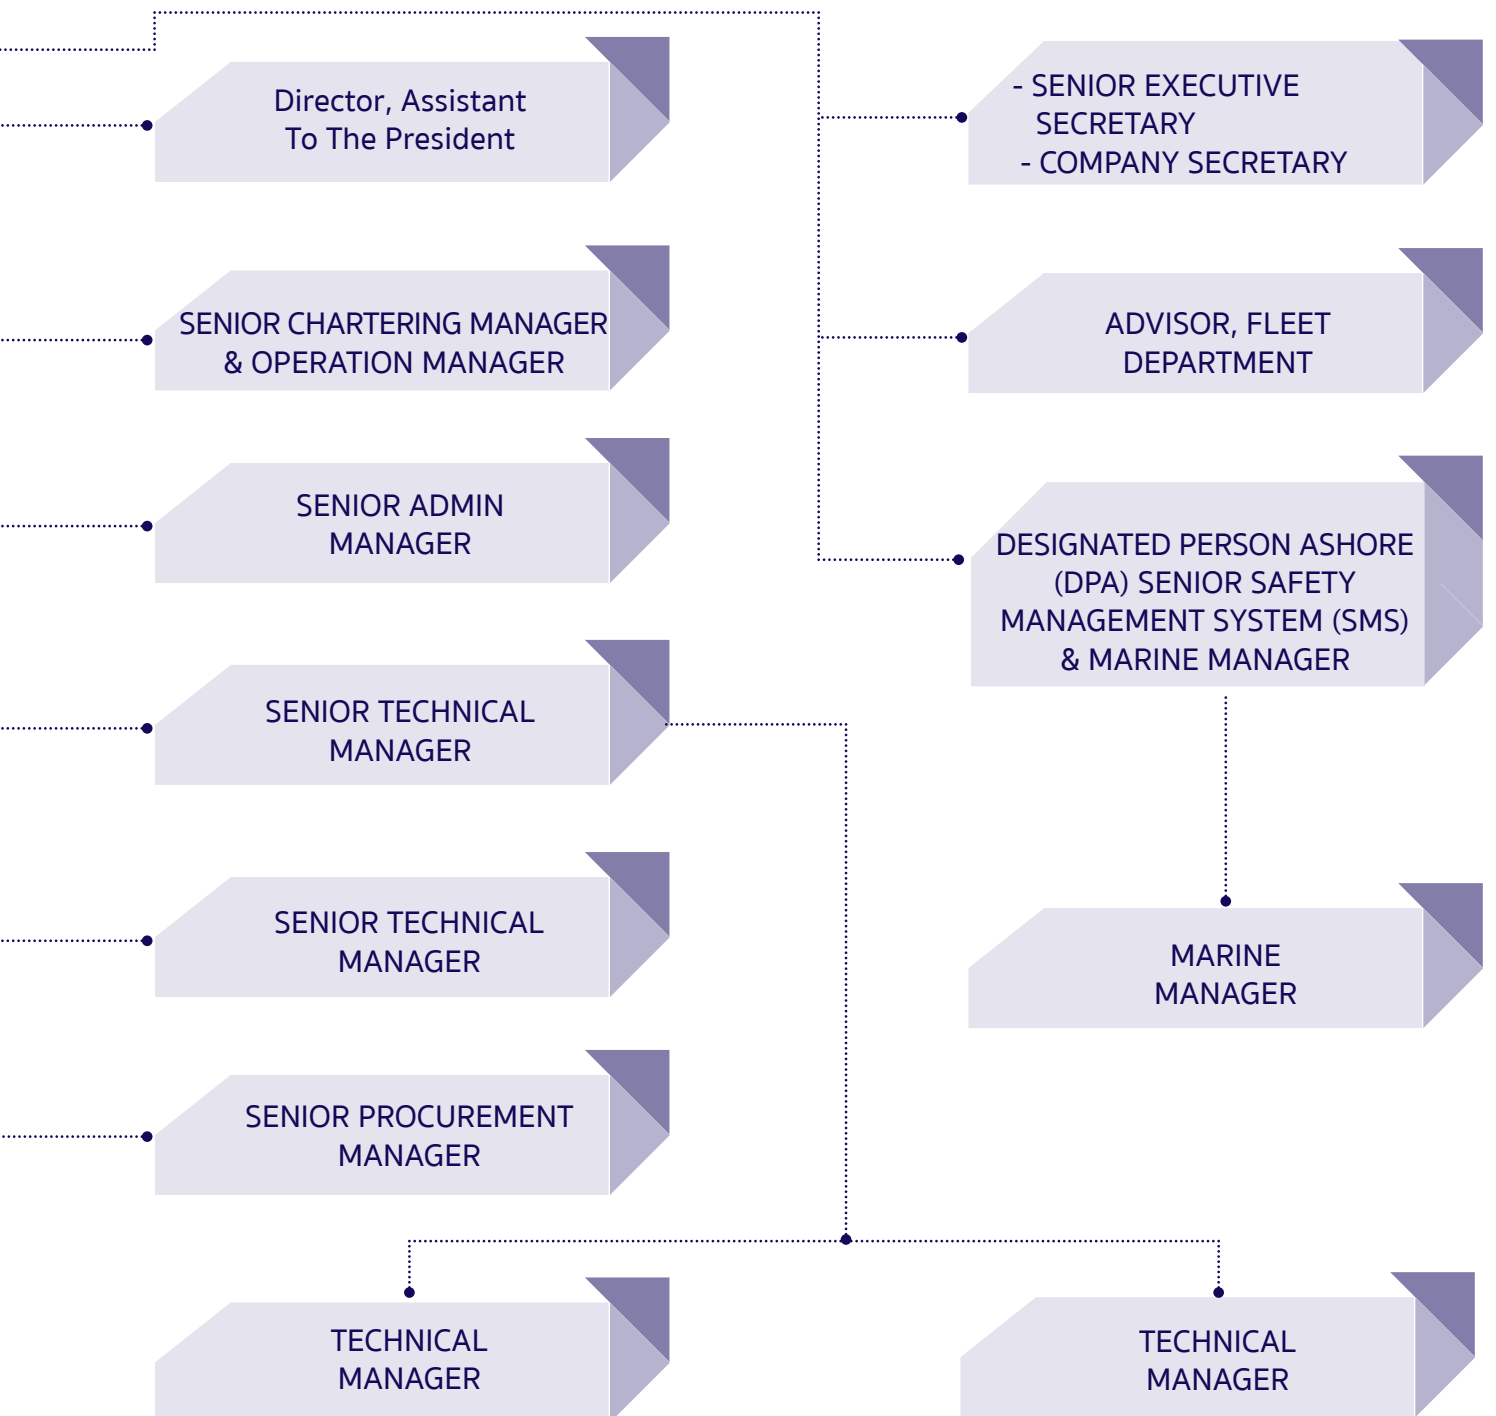 Director, Assistant
To The President
- SENIOR EXECUTIVE
SECRETARY
- COMPANY SECRETARY
SENIOR CHARTERING MANAGER
& OPERATION MANAGER
ADVISOR, FLEET
DEPARTMENT
SENIOR ADMIN
MANAGER
DESIGNATED PERSON ASHORE
(DPA) SENIOR SAFETY
MANAGEMENT SYSTEM (SMS)
& MARINE MANAGER
SENIOR TECHNICAL
MANAGER
SENIOR TECHNICAL
MANAGER
MARINE
MANAGER
SENIOR PROCUREMENT
MANAGER
TECHNICAL
MANAGER
TECHNICAL
MANAGER